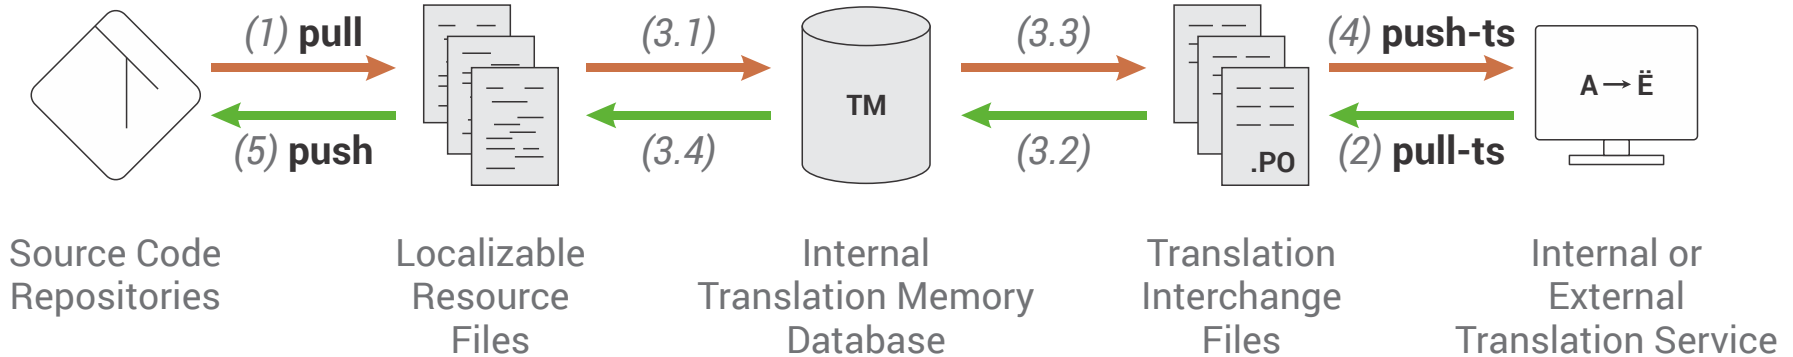 (1) pull
(3.1)
(3.3)
(4) push-ts
TM
A→Ë
(5) push
(3.4)
(3.2)
.PO
(2) pull-ts
Source Code
Repositories
Localizable
Resource
Files
Internal
Translation Memory
Database
Translation
Interchange
Files
Internal or
External
Translation Service